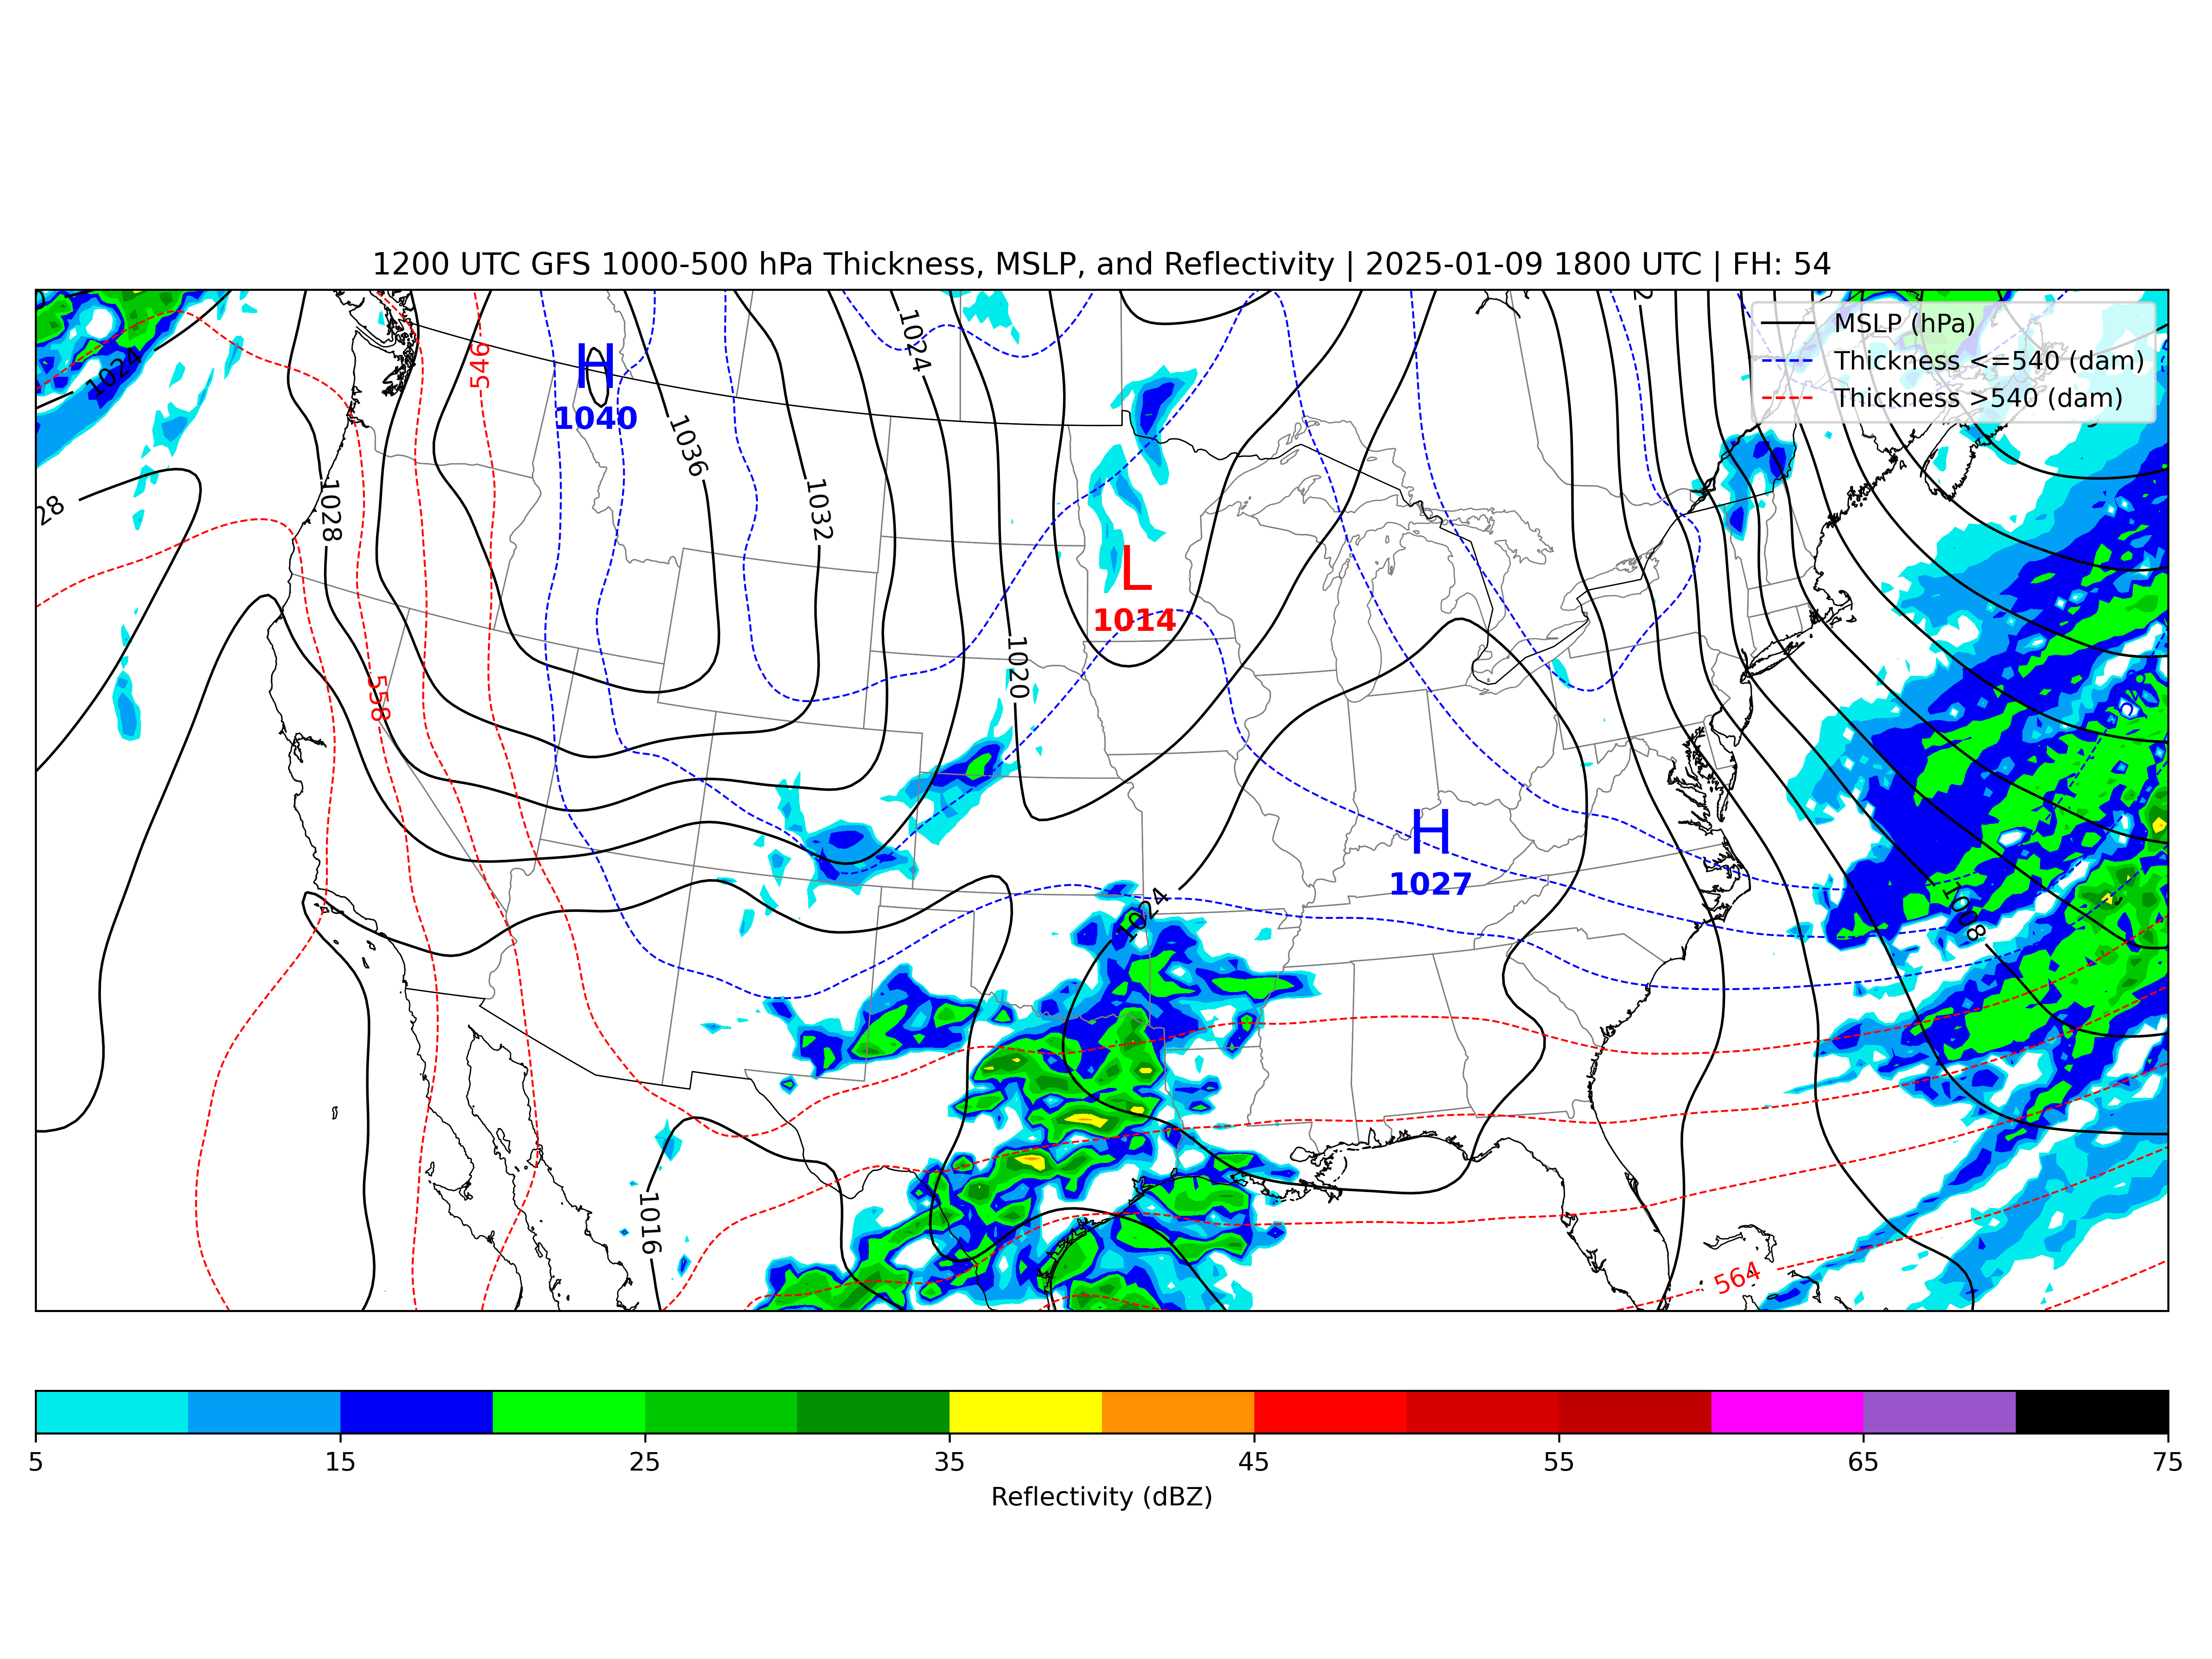 1200 UTC GFS 1000-500 hPa Thickness, MSLP, and Reflectivity | 2025-01-09 1800 UTC | FH: 54
MSLP (hPa)
Thickness <=540 (dam)
Thickness >540 (dam)
1024
1024
546
H
1040
1036
28
1028
1032
L
1014
1020
558
H
1027
1024
1008
1016
564
5 15 25 35 45 55 65 75
Reflectivity (dBZ)